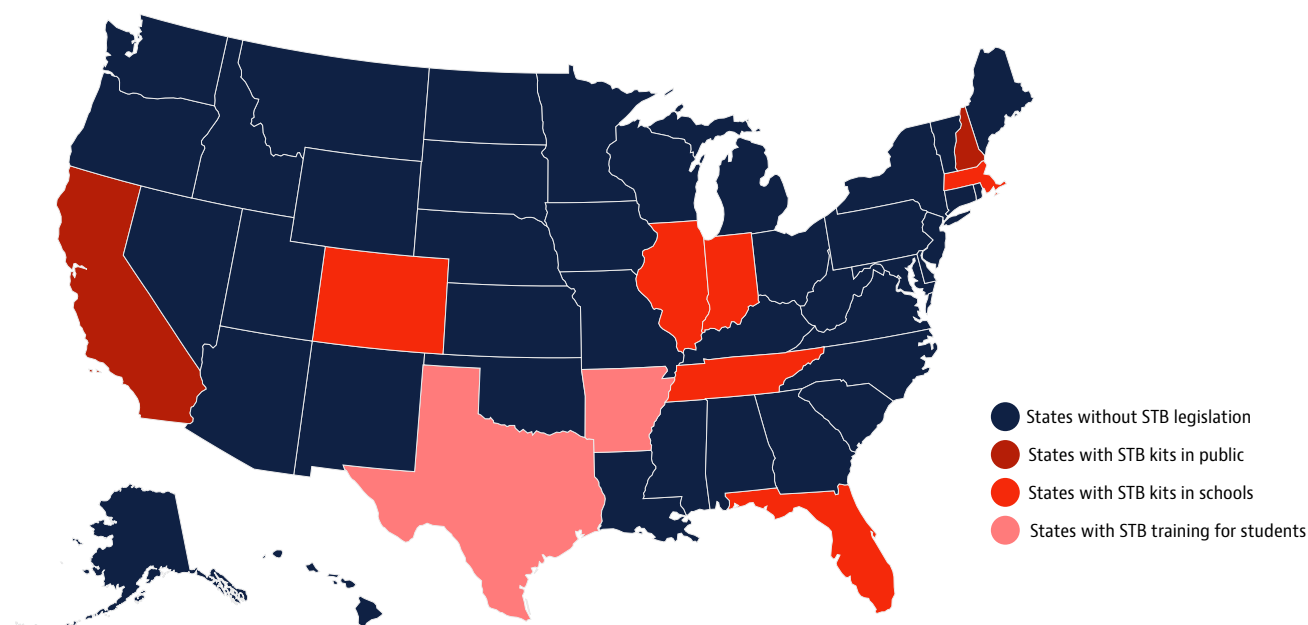 States without STB legislation
States with STB kits in public
States with STB kits in schools
States with STB training for students